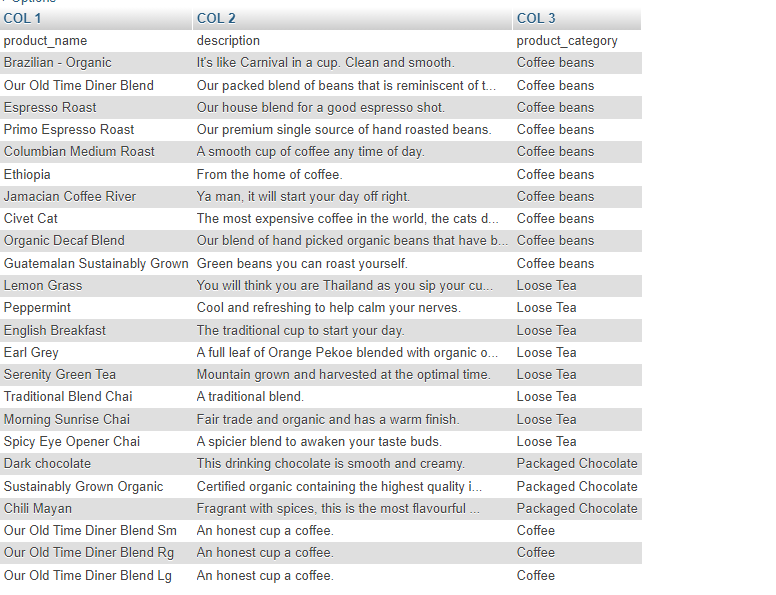 Options
COL 1 COL 2 COL 3
product_name description product_category
Brazilian - Organic It's like Carnival in a cup. Clean and smooth. Coffee beans
Our Old Time Diner Blend Our packed blend of beans that is reminiscent of t... Coffee beans
Espresso Roast Our house blend for a good espresso shot. Coffee beans
Primo Espresso Roast Our premium single source of hand roasted beans. Coffee beans
Columbian Medium Roast A smooth cup of coffee any time of day. Coffee beans
Ethiopia From the home of coffee. Coffee beans
Jamacian Coffee River Ya man, it will start your day off right. Coffee beans
Civet Cat The most expensive coffee in the world, the cats d... Coffee beans
Organic Decaf Blend Our blend of hand picked organic beans that have b... Coffee beans
Guatemalan Sustainably Grown Green beans you can roast yourself. Coffee beans
Lemon Grass You will think you are Thailand as you sip your cu... Loose Tea
Peppermint Cool and refreshing to help calm your nerves. Loose Tea
English Breakfast The traditional cup to start your day. Loose Tea
Earl Grey A full leaf of Orange Pekoe blended with organic o... Loose Tea
Serenity Green Tea Mountain grown and harvested at the optimal time. Loose Tea
Traditional Blend Chai A traditional blend. Loose Tea
Morning Sunrise Chai Fair trade and organic and has a warm finish. Loose Tea
Spicy Eye Opener Chai A spicier blend to awaken your taste buds. Loose Tea
Dark chocolate This drinking chocolate is smooth and creamy. Packaged Chocolate
Sustainably Grown Organic Certified organic containing the highest quality i... Packaged Chocolate
Chili Mayan Fragrant with spices, this is the most flavourful ... Packaged Chocolate
Our Old Time Diner Blend Sm An honest cup a coffee. Coffee
Our Old Time Diner Blend Rg An honest cup a coffee. Coffee
Our Old Time Diner Blend Lg An honest cup a coffee. Coffee